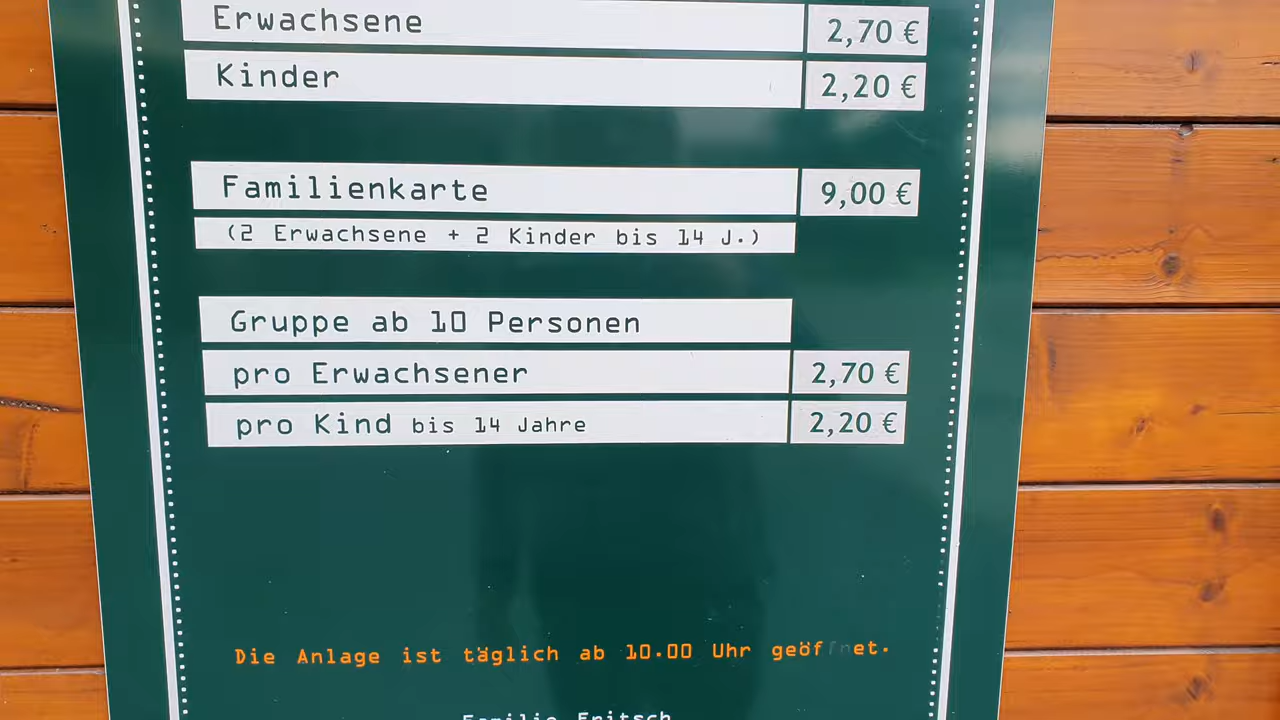 Erwachsene 2,70 €
Kinder 2,20 €
Familienkarte 9,00 €
(2 Erwachsene + 2 Kinder bis 14 J.)
Gruppe ab 10 Personen
pro Erwachsener 2,70 €
pro Kind bis 14 Jahre 2,20 €
Die Anlage ist täglich ab 10.00 Uhr geöffnet.
Familie Fritsch